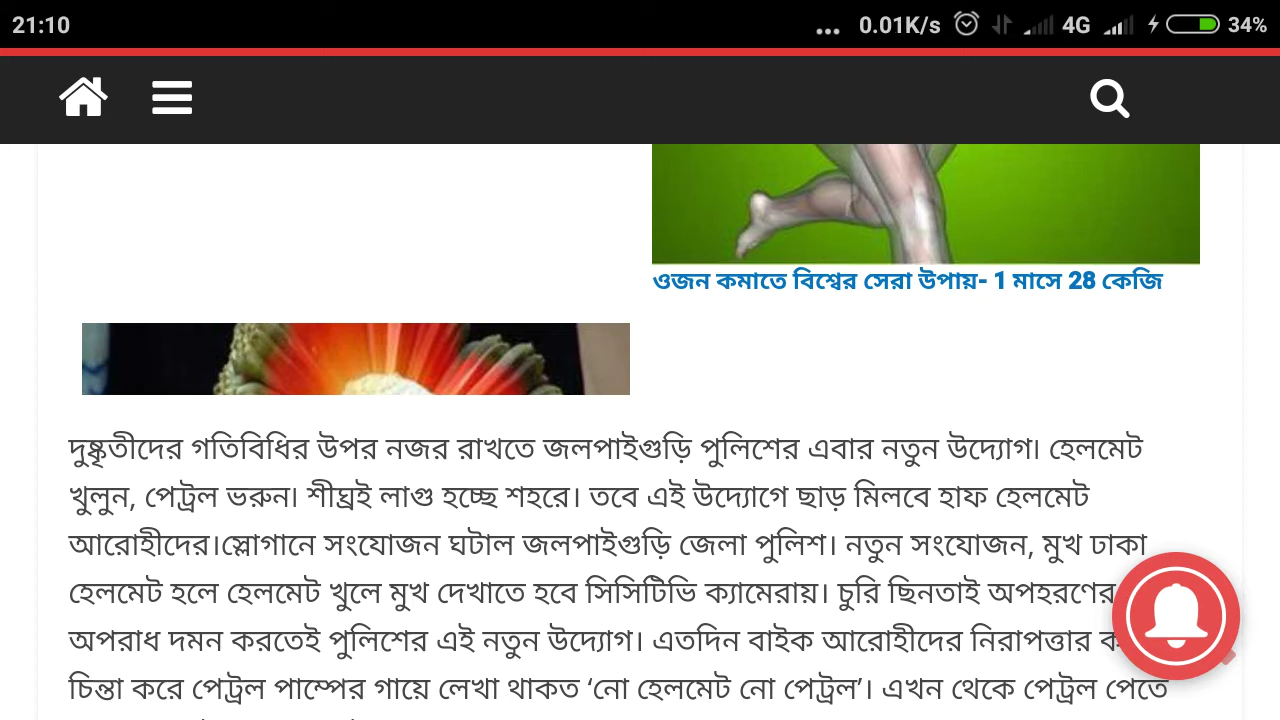 21:10
... 0.01K/s 4G 34%
ওজন কমাতে বিশ্বের সেরা উপায়- 1 মাসে 28 কেজি
দুষ্কৃতীদের গতিবিধির উপর নজর রাখতে জলপাইগুড়ি পুলিশের এবার নতুন উদ্যোগ৷ হেলমেট
খুলুন, পেট্রল ভরুন৷ শীঘ্রই লাগু হচ্ছে শহরে। তবে এই উদ্যোগে ছাড় মিলবে হাফ হেলমেট
আরোহীদের।স্লোগানে সংযোজন ঘটাল জলপাইগুড়ি জেলা পুলিশ। নতুন সংযোজন, মুখ ঢাকা
হেলমেট হলে হেলমেট খুলে মুখ দেখাতে হবে সিসিটিভি ক্যামেরায়। চুরি ছিনতাই অপহরণের
অপরাধ দমন করতেই পুলিশের এই নতুন উদ্যোগ। এতদিন বাইক আরোহীদের নিরাপত্তার
চিন্তা করে পেট্রল পাম্পের গায়ে লেখা থাকত ‘নো হেলমেট নো পেট্রল’। এখন থেকে পেট্রল পেতে